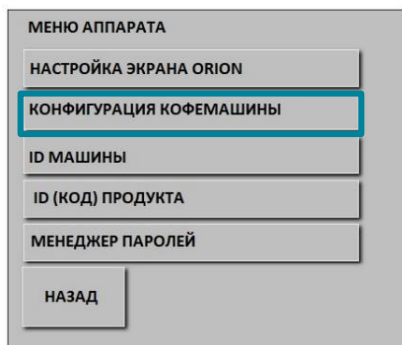 МЕНЮ АППАРАТА
НАСТРОЙКА ЭКРАНА ORION
КОНФИГУРАЦИЯ КОФЕМАШИНЫ
ID МАШИНЫ
ID (КОД) ПРОДУКТА
МЕНЕДЖЕР ПАРОЛЕЙ
НАЗАД